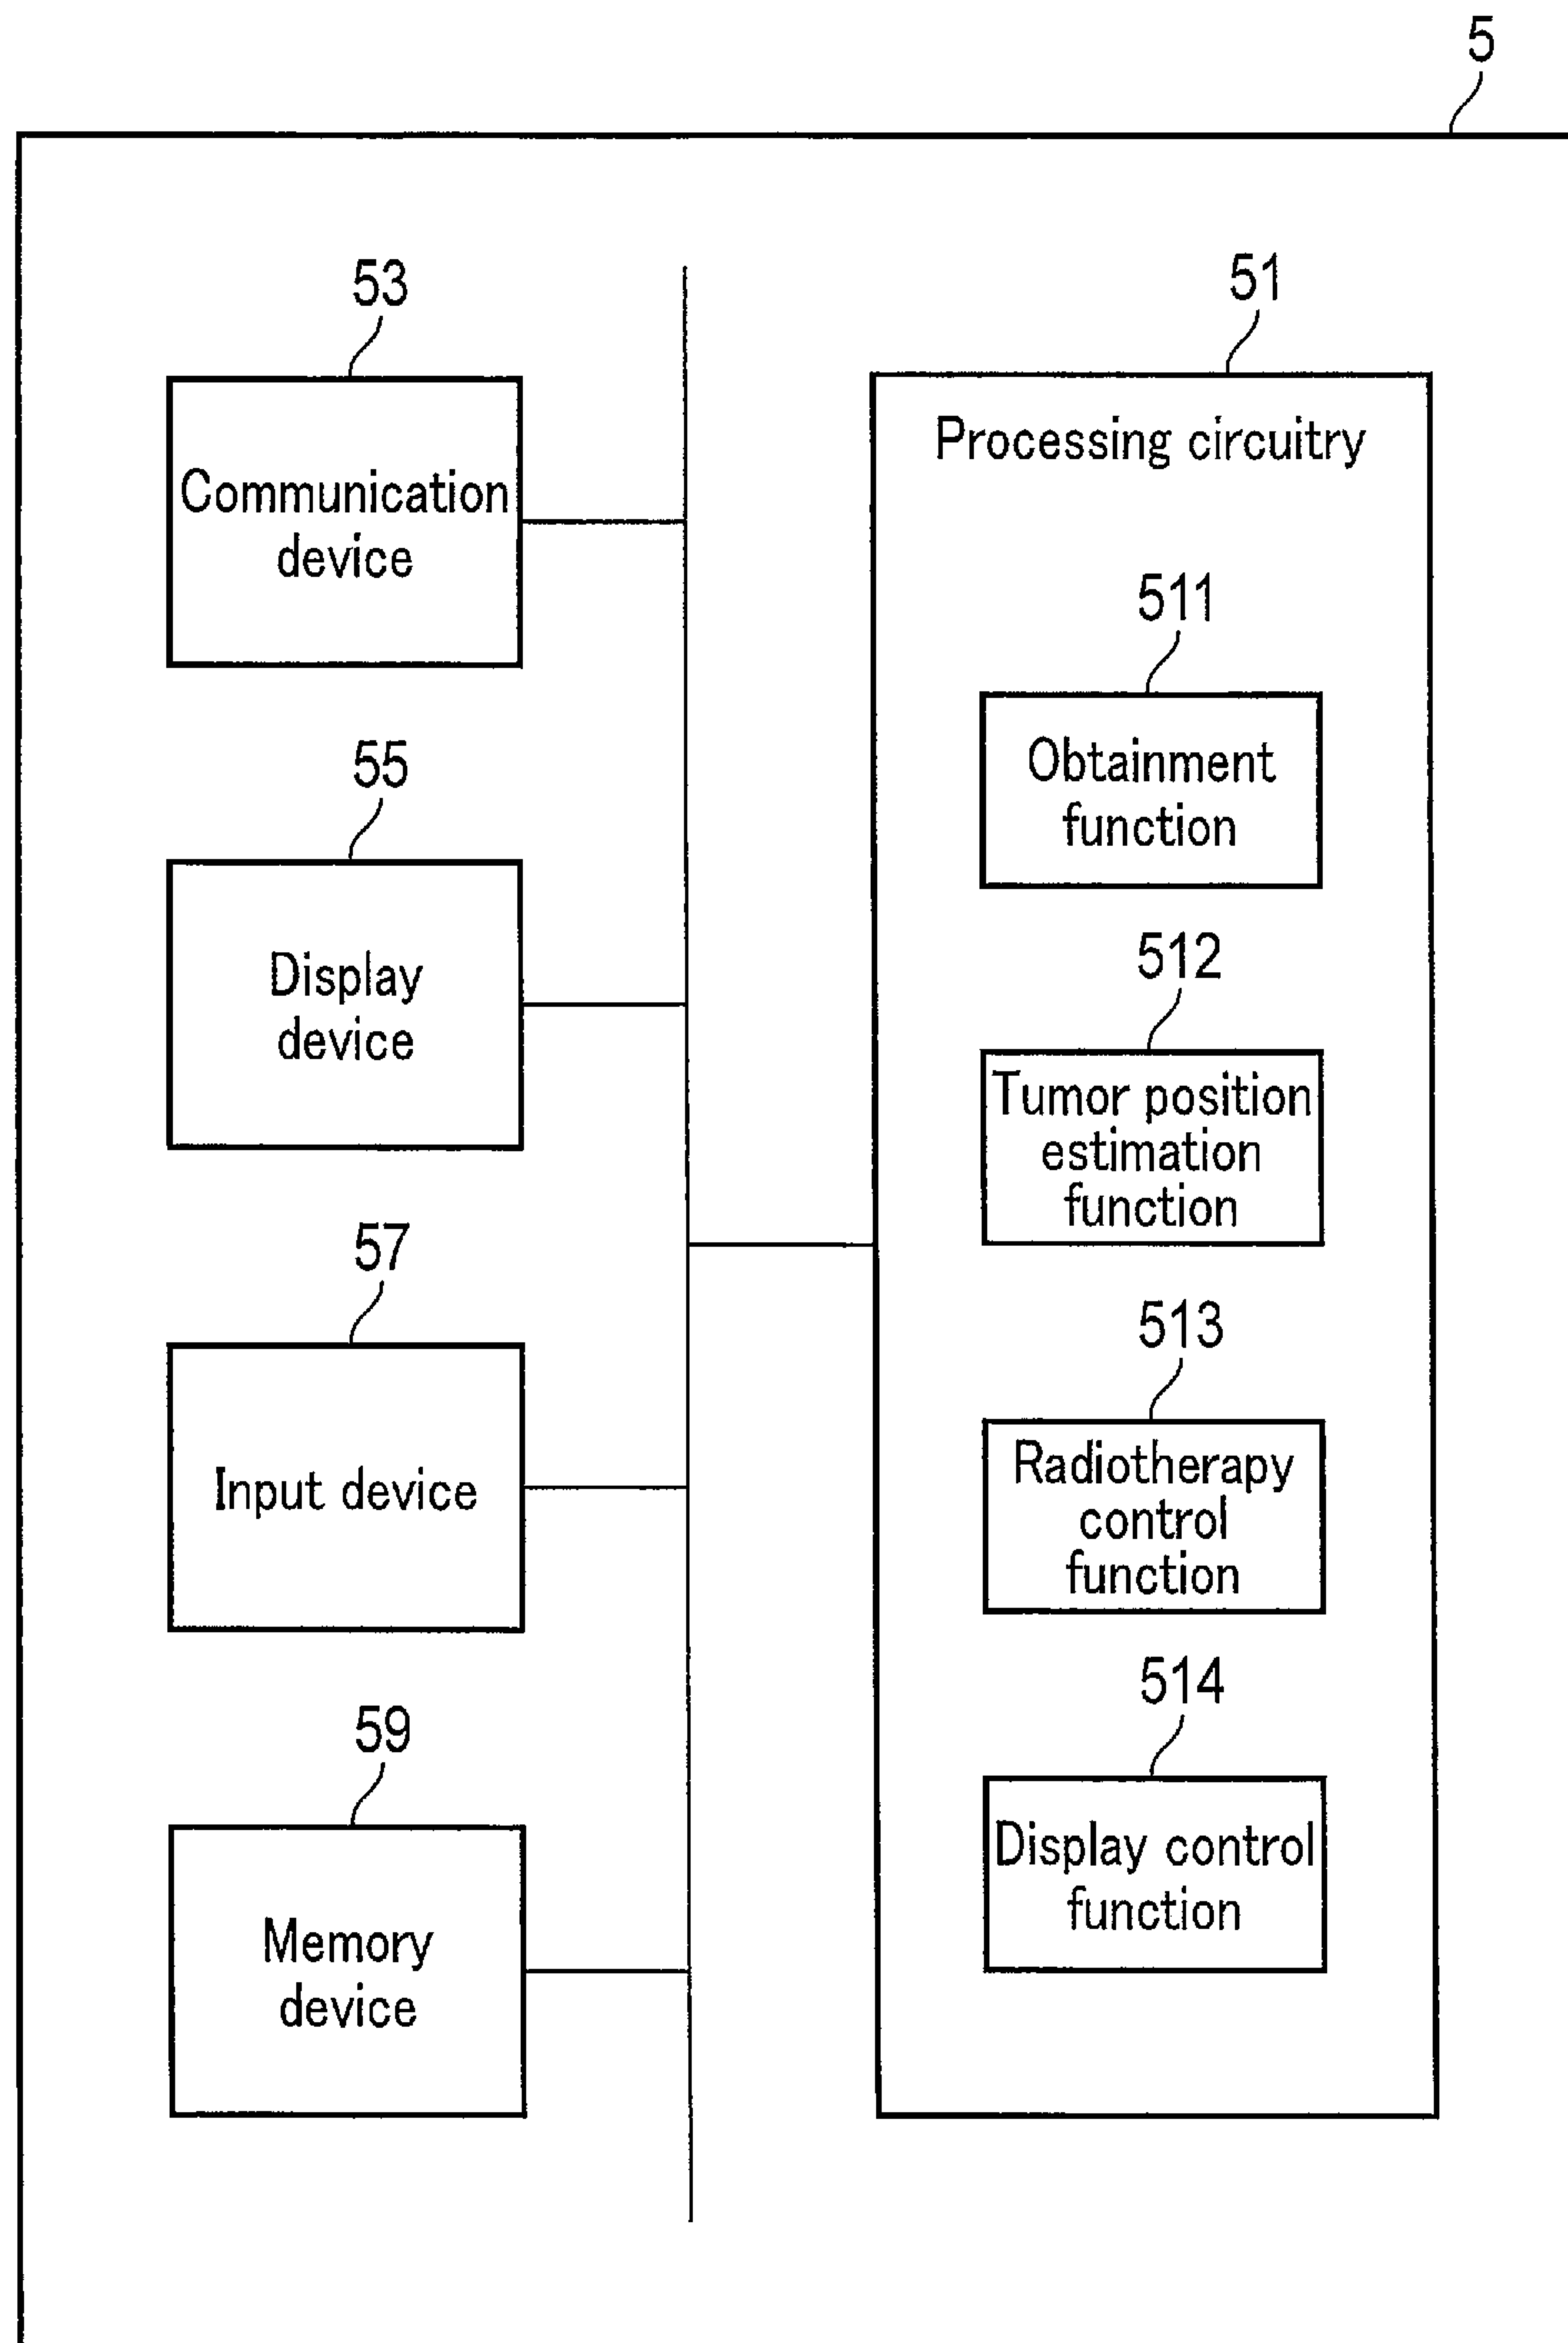 5
53
Communication
device
55
Display
device
57
Input device
59
Memory
device
51
Processing circuitry
511
Obtainment
function
512
Tumor position
estimation
function
513
Radiotherapy
control
function
514
Display control
function